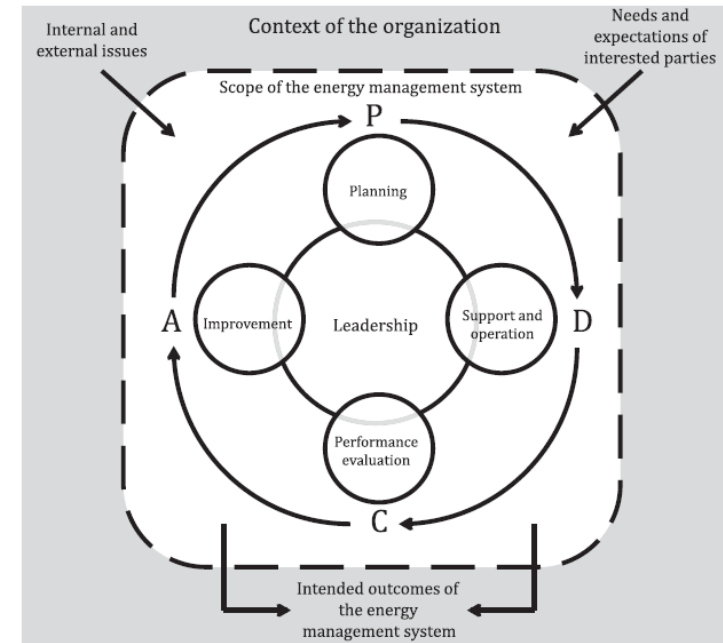 Internal and
external issues
Context of the organization
Needs and
expectations of
interested parties
Scope of the energy management system
P
Planning
A
Improvement
Leadership
Support and
operation
D
Performance
evaluation
C
Intended outcomes of
the energy
management system